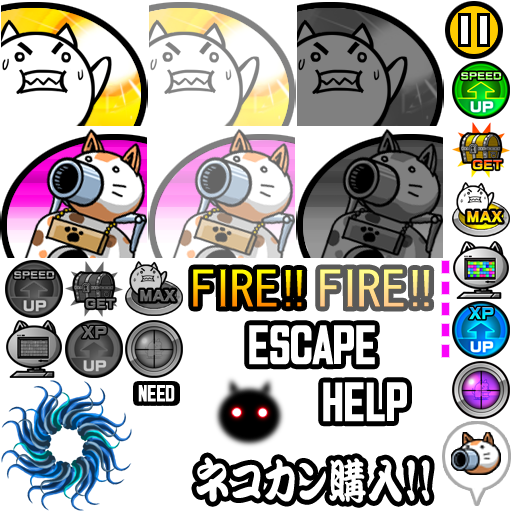 SPEED
UP
GET
MAX
XP
UP
SPEED
UP
GET
MAX
XP
UP
FIRE!!
FIRE!!
ESCAPE
NEED
HELP
ネコカン購入!!